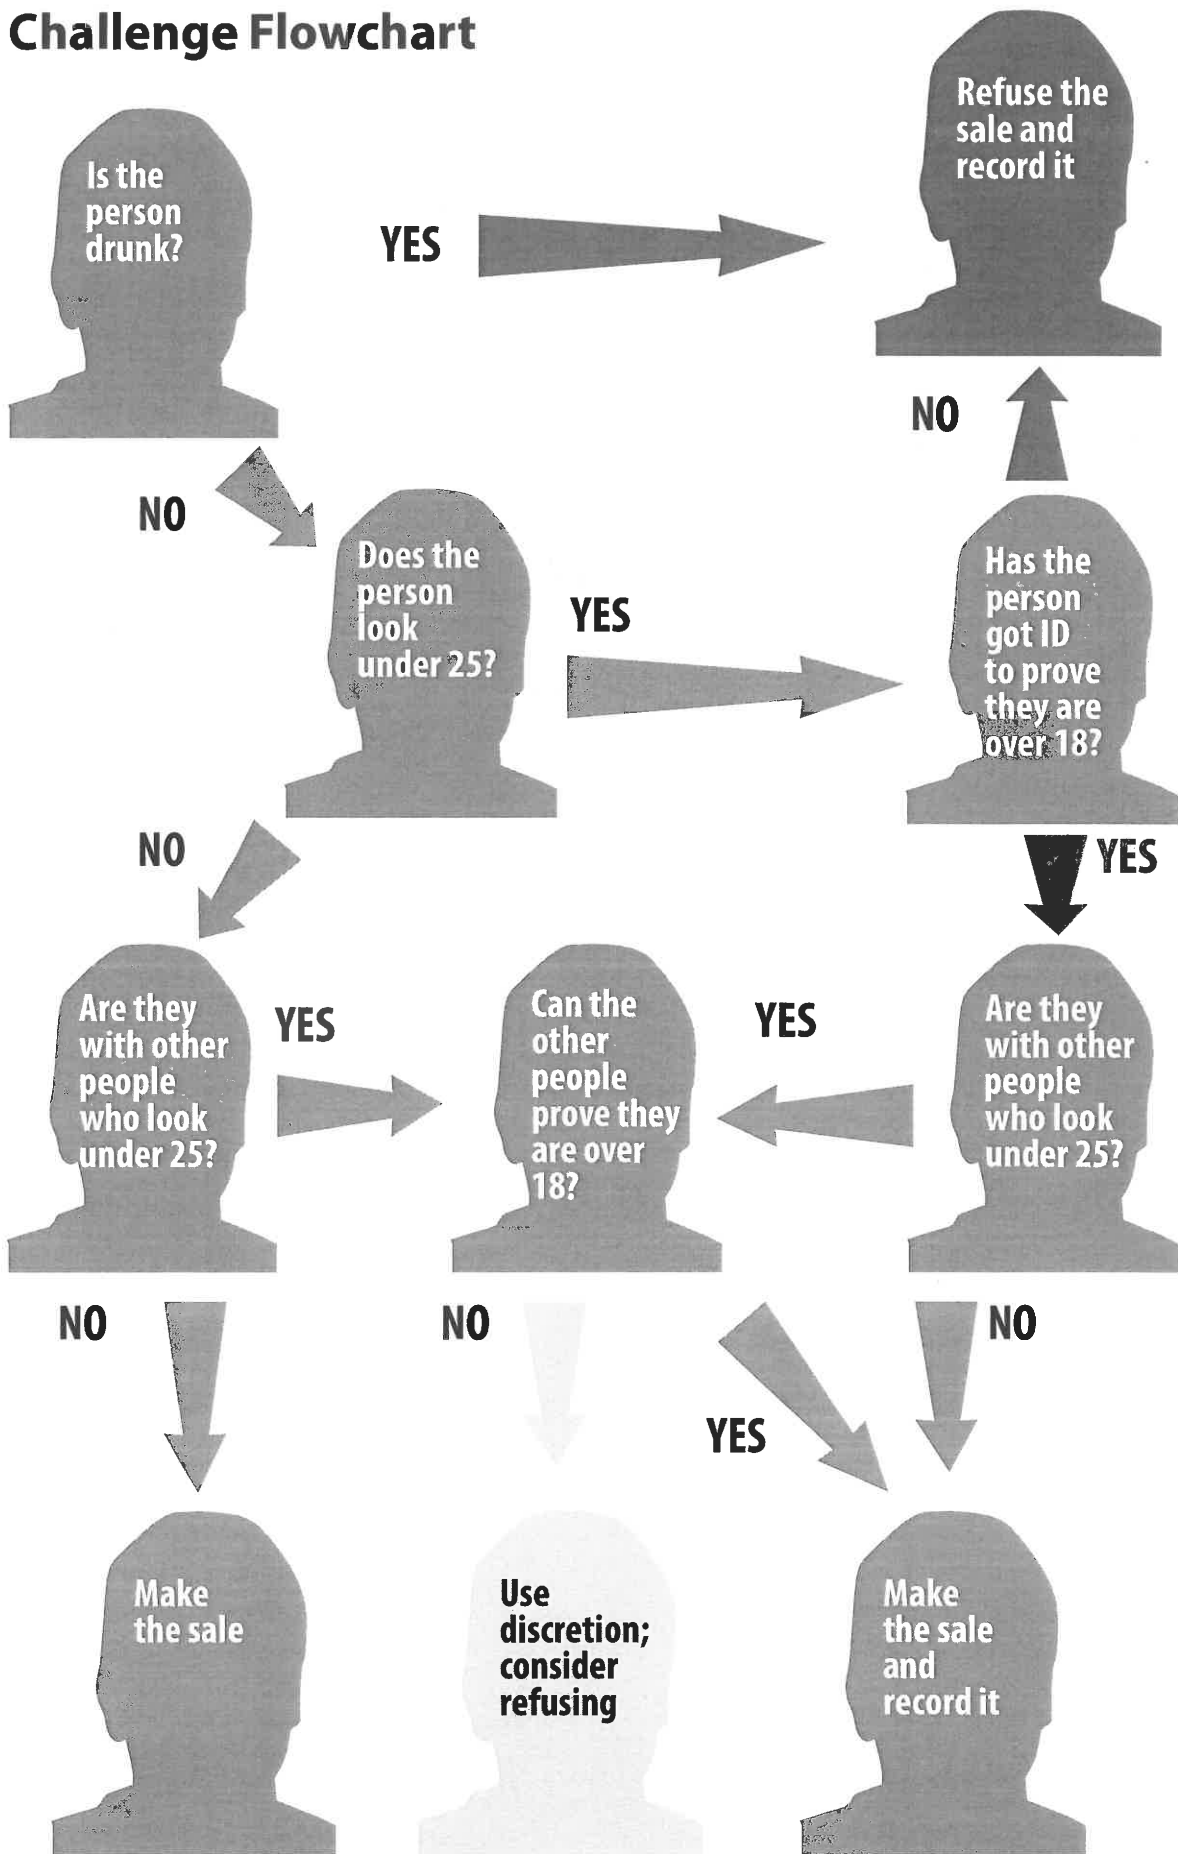 Challenge Flowchart
Is the
person
drunk?
YES
Refuse the
sale and
record it
NO
NO
Does the
person
look
under 25?
YES
Has the
person
got ID
to prove
they are
over 18?
NO
YES
Are they
with other
people
who look
under 25?
YES
Can the
other
people
prove they
are over
18?
YES
Are they
with other
people
who look
under 25?
NO
NO
YES
NO
Make
the sale
Use
discretion;
consider
refusing
Make
the sale
and
record it